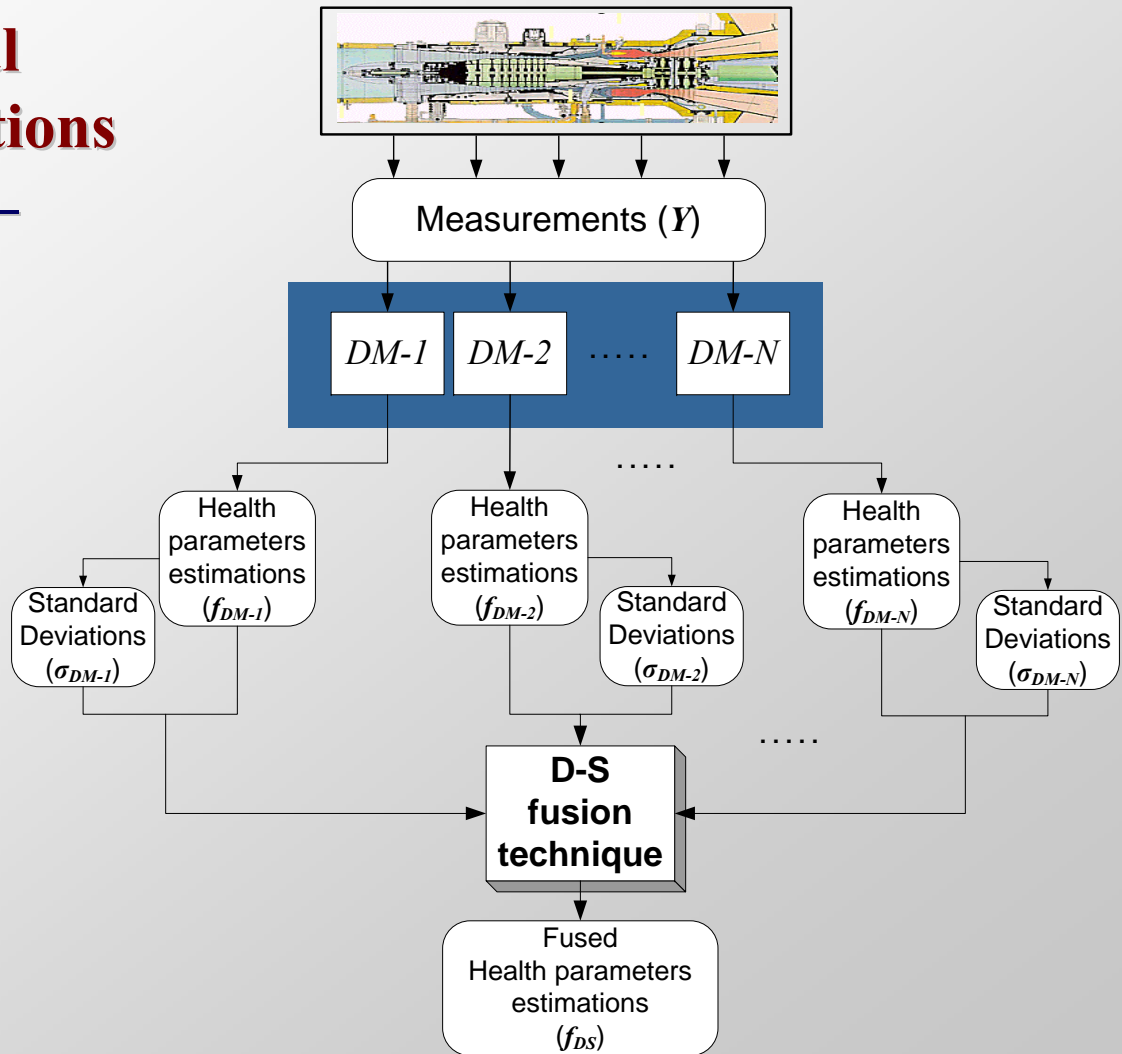 l
tions
Measurements (Y)
DM-1
DM-2
.....
DM-N
.....
Health
parameters
estimations
(fDM-1)
Standard
Deviations
(σDM-1)
Health
parameters
estimations
(fDM-2)
Standard
Deviations
(σDM-2)
Health
parameters
estimations
(fDM-N)
Standard
Deviations
(σDM-N)
.....
D-S
fusion
technique
Fused
Health parameters
estimations
(fDS)